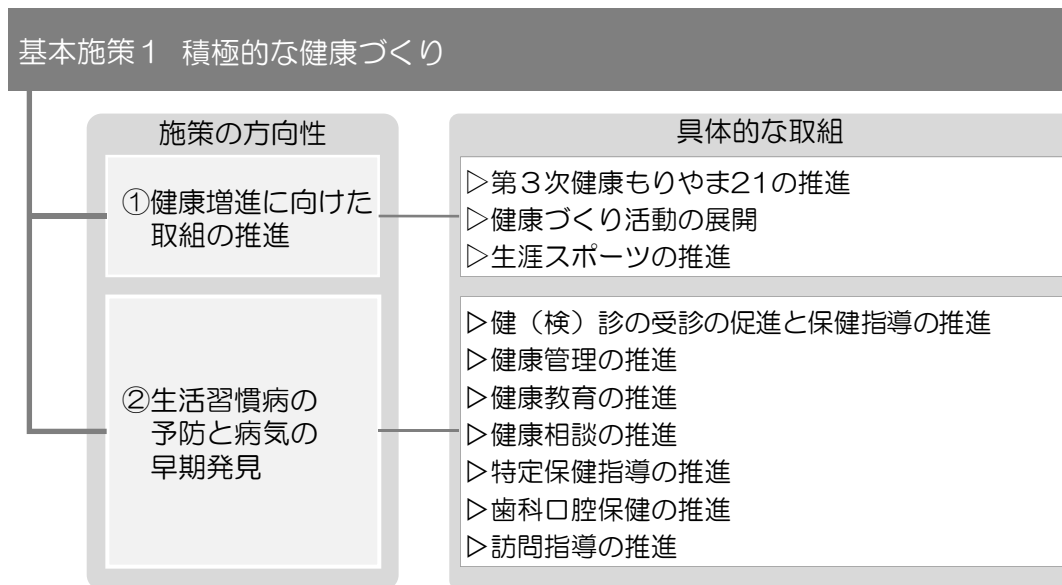 基本施策1 積極的な健康づくり
施策の方向性
具体的な取組
①健康増進に向けた
取組の推進
▷第3次健康もりやま21の推進
▷健康づくり活動の展開
▷生涯スポーツの推進
②生活習慣病の
予防と病気の
早期発見
▷健（検）診の受診の促進と保健指導の推進
▷健康管理の推進
▷健康教育の推進
▷健康相談の推進
▷特定保健指導の推進
▷歯科口腔保健の推進
▷訪問指導の推進